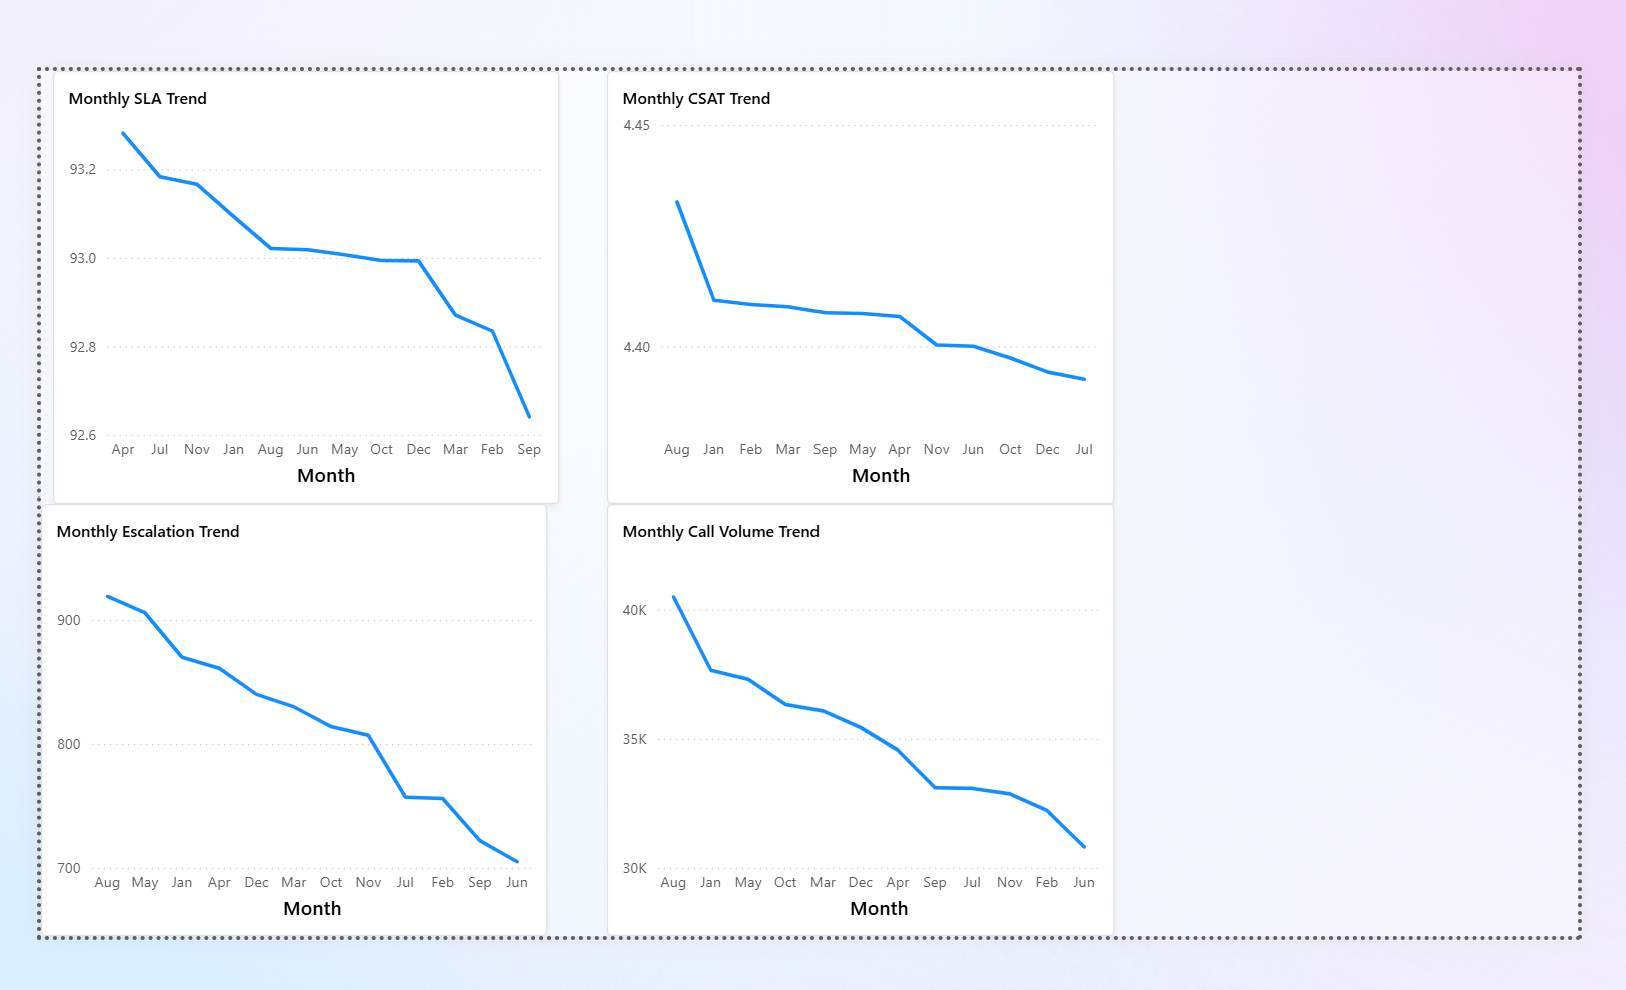 Monthly SLA Trend
93.2
93.0
92.8
92.6
Apr Jul Nov Jan Aug Jun May Oct Dec Mar Feb Sep
Month
Monthly CSAT Trend
4.45
4.40
Aug Jan Feb Mar Sep May Apr Nov Jun Oct Dec Jul
Month
Monthly Escalation Trend
900
800
700
Aug May Jan Apr Dec Mar Oct Nov Jul Feb Sep Jun
Month
Monthly Call Volume Trend
40K
35K
30K
Aug Jan May Oct Mar Dec Apr Sep Jul Nov Feb Jun
Month